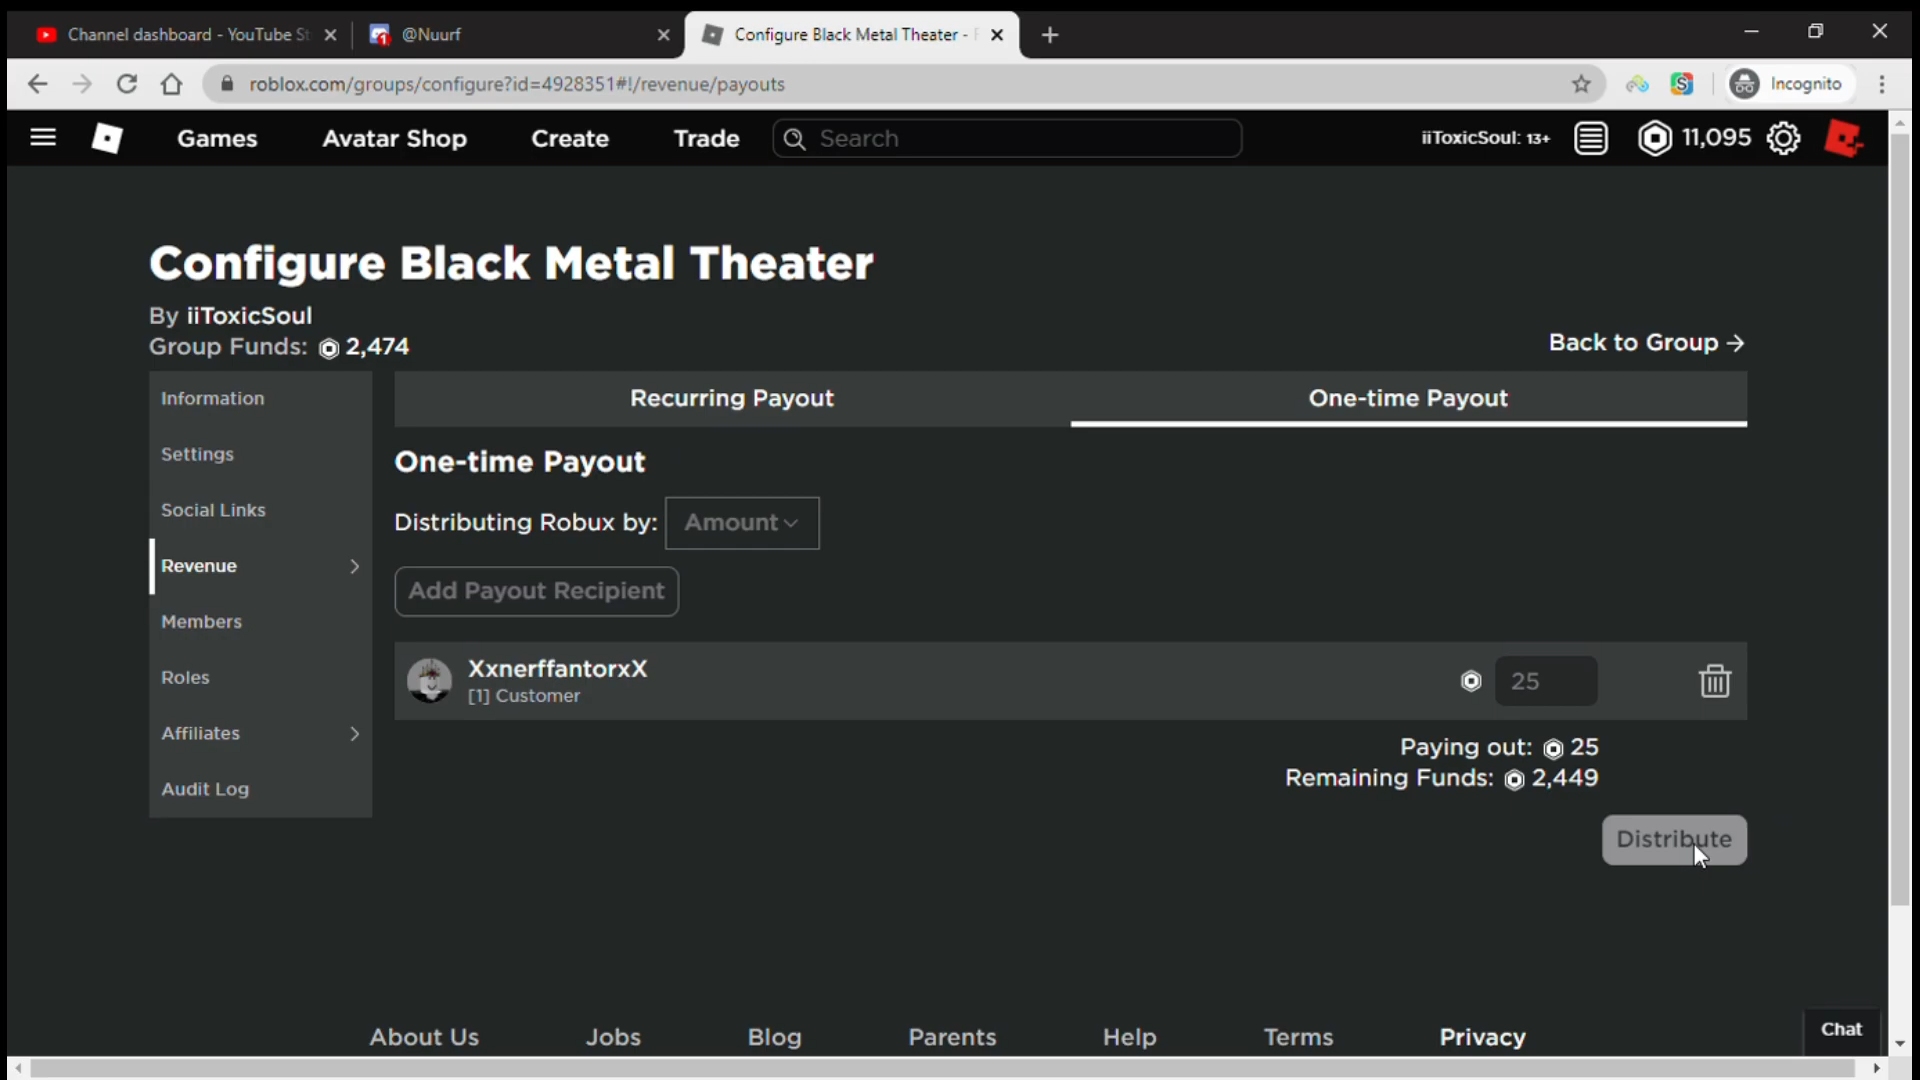 Channel dashboard - YouTube St
1 @Nuurf
Configure Black Metal Theater -
roblox.com/groups/configure?id=4928351#!/revenue/payouts
Incognito
Games
Avatar Shop
Create
Trade
Search
iiToxicSoul: 13+
11,095
Configure Black Metal Theater
By iiToxicSoul
Group Funds: 2,474
Back to Group →
Information
Settings
Social Links
Revenue
Members
Roles
Affiliates
Audit Log
Recurring Payout
One-time Payout
One-time Payout
Distributing Robux by: Amount
Add Payout Recipient
XxnerffantorxX
[1] Customer
25
Paying out: 25
Remaining Funds: 2,449
Distribute
About Us
Jobs
Blog
Parents
Help
Terms
Privacy
Chat